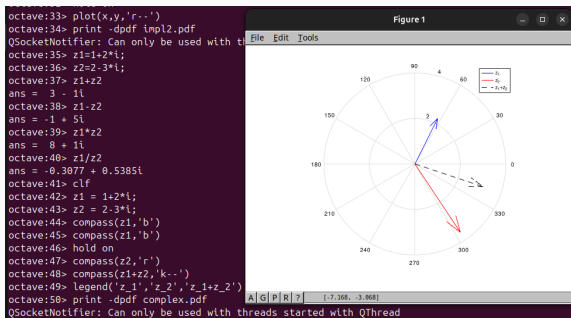 octave:33> plot(x,y,'r--')
octave:34> print -dpdf impl2.pdf
QSocketNotifier: Can only be used with th
octave:35> z1=1+2*i;
octave:36> z2=2-3*i;
octave:37> z1+z2
ans = 3 - 1i
octave:38> z1-z2
ans = -1 + 5i
octave:39> z1*z2
ans = 8 + 1i
octave:40> z1/z2
ans = -0.3077 + 0.5385i
octave:41> clf
octave:42> z1 = 1+2*i;
octave:43> z2 = 2-3*i;
octave:44> compass(z1,'b')
octave:45> compass(z1,'b')
octave:46> hold on
octave:47> compass(z2,'r')
octave:48> compass(z1+z2,'k--')
octave:49> legend('z_1','z_2','z_1+z_2')
octave:50> print -dpdf complex.pdf
QSocketNotifier: Can only be used with threads started with QThread
Figure 1
File Edit Tools
90
120 4 60
z1
z2
z1+z2
150 2 30
180 0
210 330
240 300
270
A G P R ? [-7.168, -3.968]